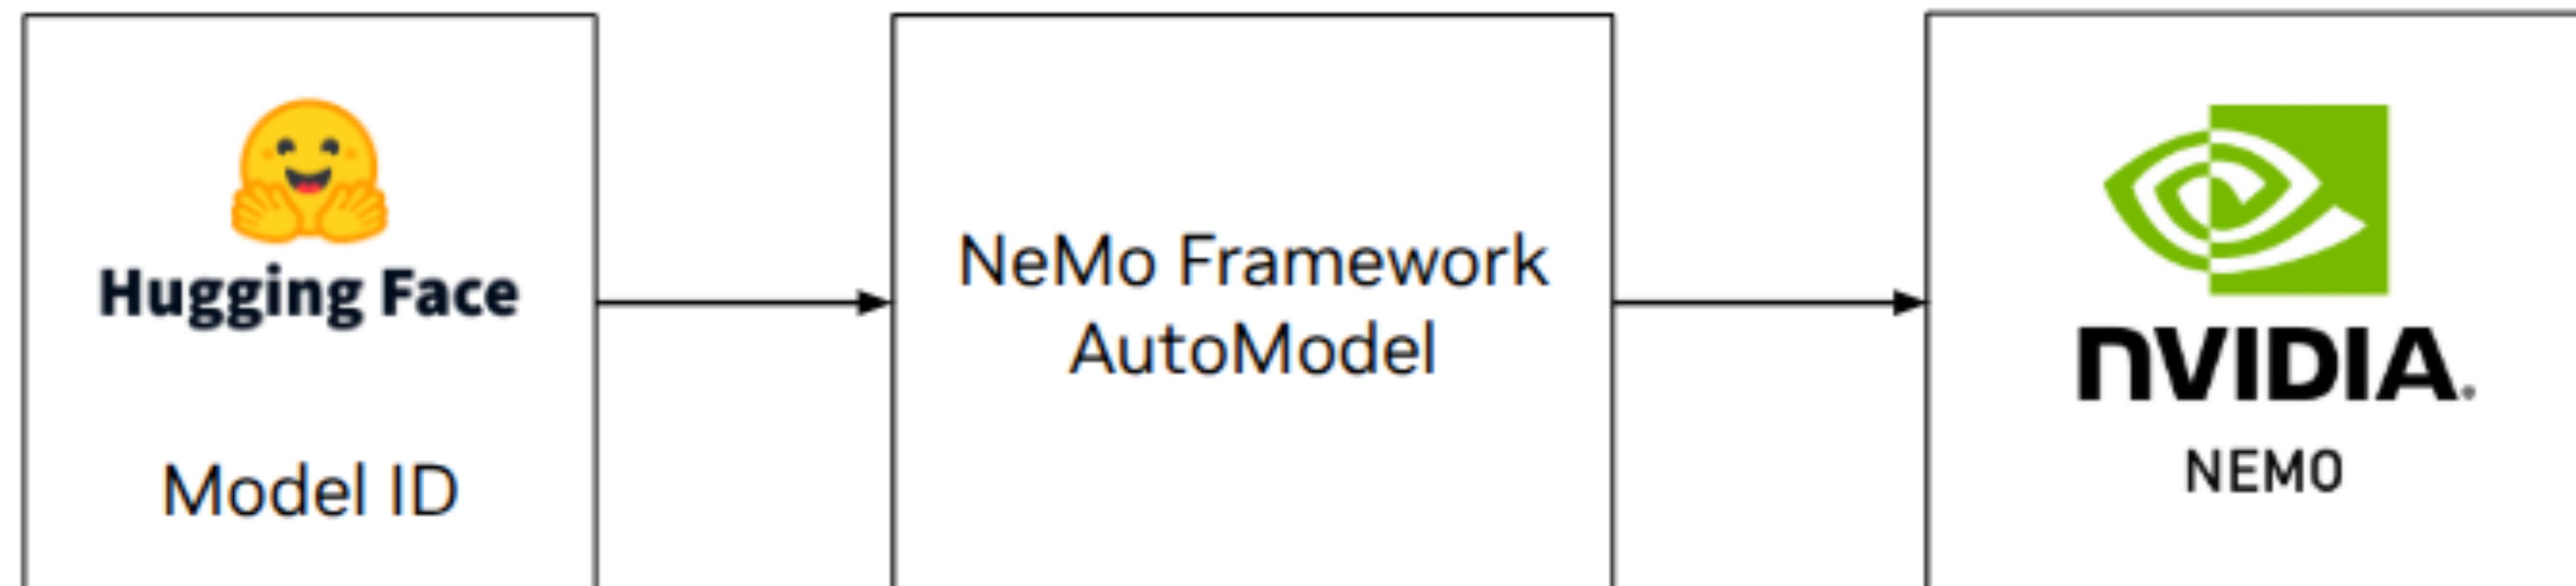 Hugging Face
Model ID
NeMo Framework
AutoModel
NVIDIA.
NEMO